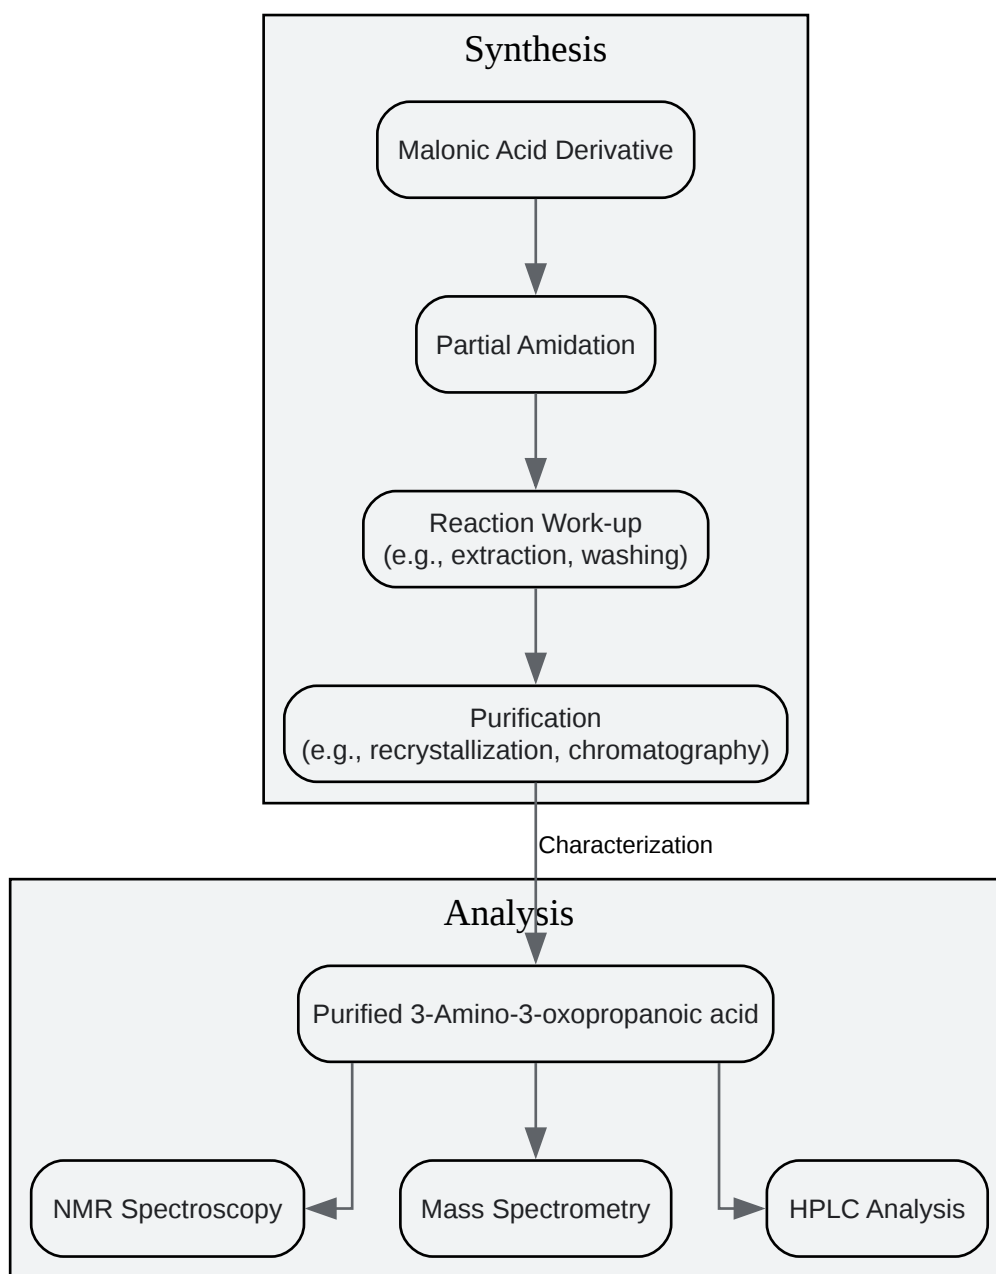 Synthesis
Malonic Acid Derivative
Partial Amidation
Reaction Work-up
(e.g., extraction, washing)
Purification
(e.g., recrystallization, chromatography)
Characterization
Analysis
Purified 3-Amino-3-oxopropanoic acid
NMR Spectroscopy
Mass Spectrometry
HPLC Analysis